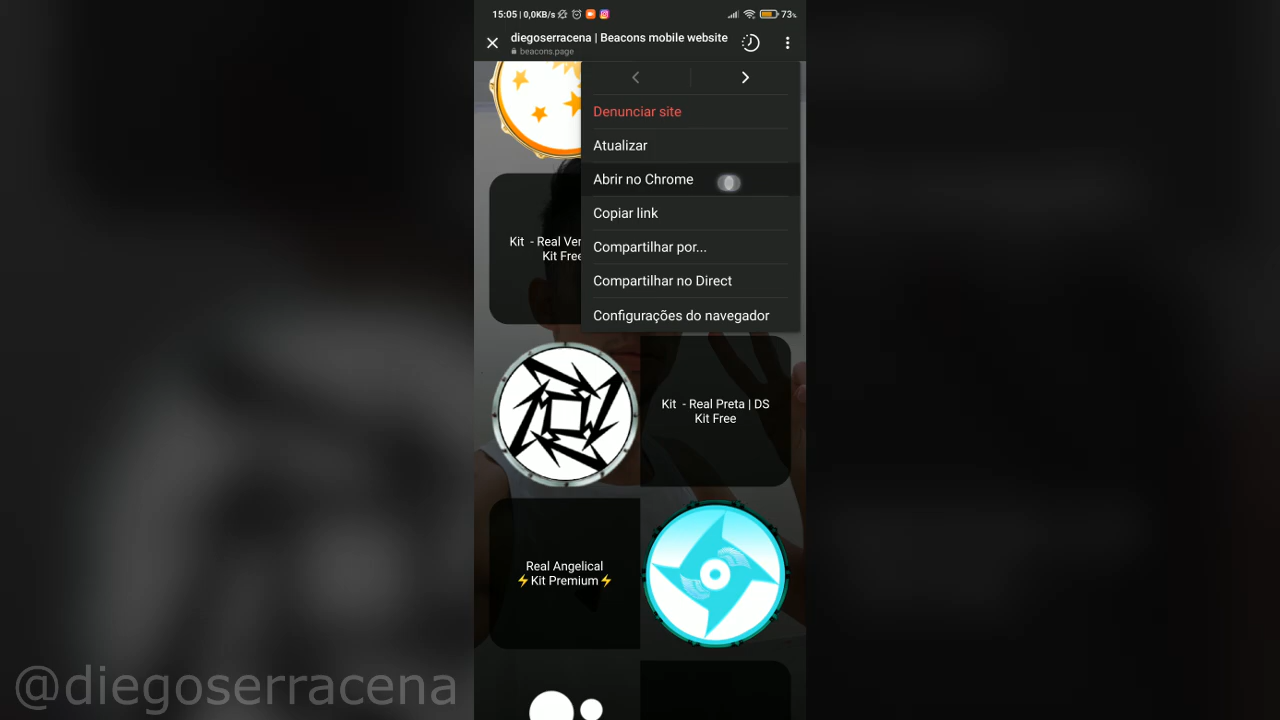 15:05 | 0,0KB/s
73%
diegoserracena | Beacons mobile website
beacons.page
Denunciar site
Atualizar
Abrir no Chrome
Copiar link
Compartilhar por...
Compartilhar no Direct
Configurações do navegador
Kit - Real Ver
Kit Free
Kit - Real Preta | DS
Kit Free
Real Angelical
⚡Kit Premium⚡
@diegoserracena